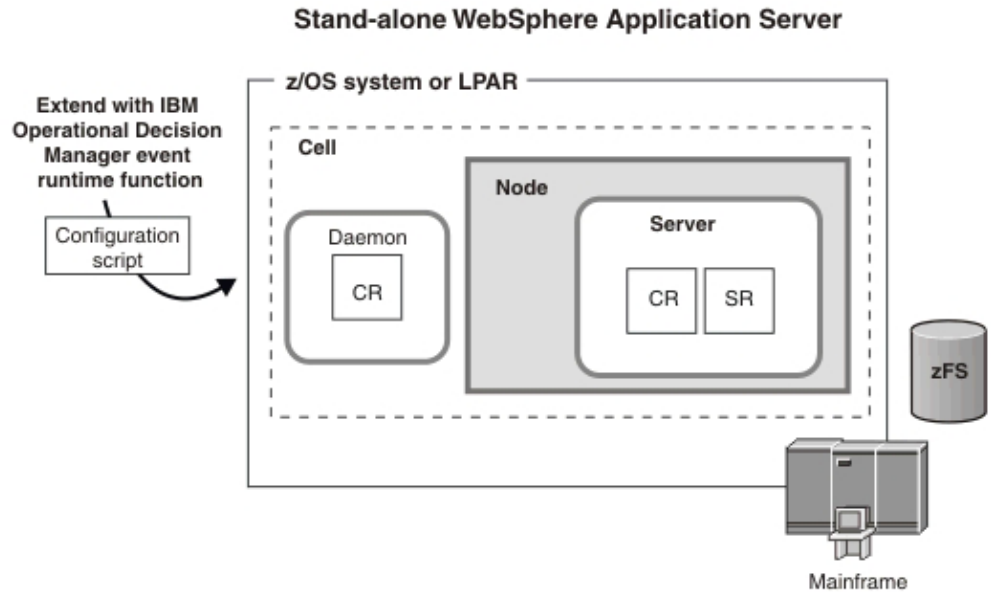 Stand-alone WebSphere Application Server
z/OS system or LPAR
Extend with IBM
Operational Decision
Manager event
runtime function
Configuration
script
Cell
Daemon
CR
Node
Server
CR
SR
zFS
Mainframe